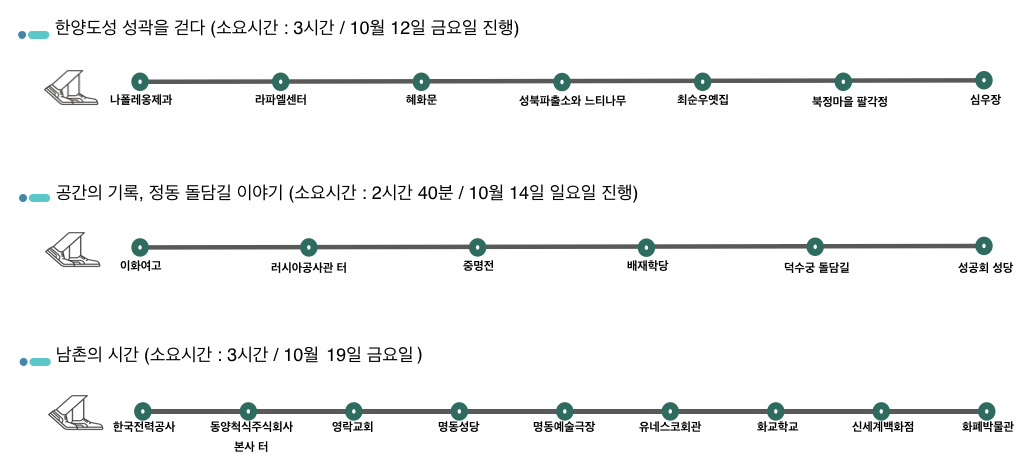 한양도성 성곽을 걷다 (소요시간 : 3시간 / 10월 12일 금요일 진행)
나폴레옹제과 라파엘센터 혜화문 성북파출소와 느티나무 최순우옛집 북정마을 팔각정 심우장
공간의 기록, 정동 돌담길 이야기 (소요시간 : 2시간 40분 / 10월 14일 일요일 진행)
이화여고 러시아공사관 터 중명전 배재학당 덕수궁 돌담길 성공회 성당
남촌의 시간 (소요시간 : 3시간 / 10월 19일 금요일 )
한국전력공사 동양척식주식회사 영락교회 명동성당 명동예술극장 유네스코회관 화교학교 신세계백화점 화폐박물관
본사 터